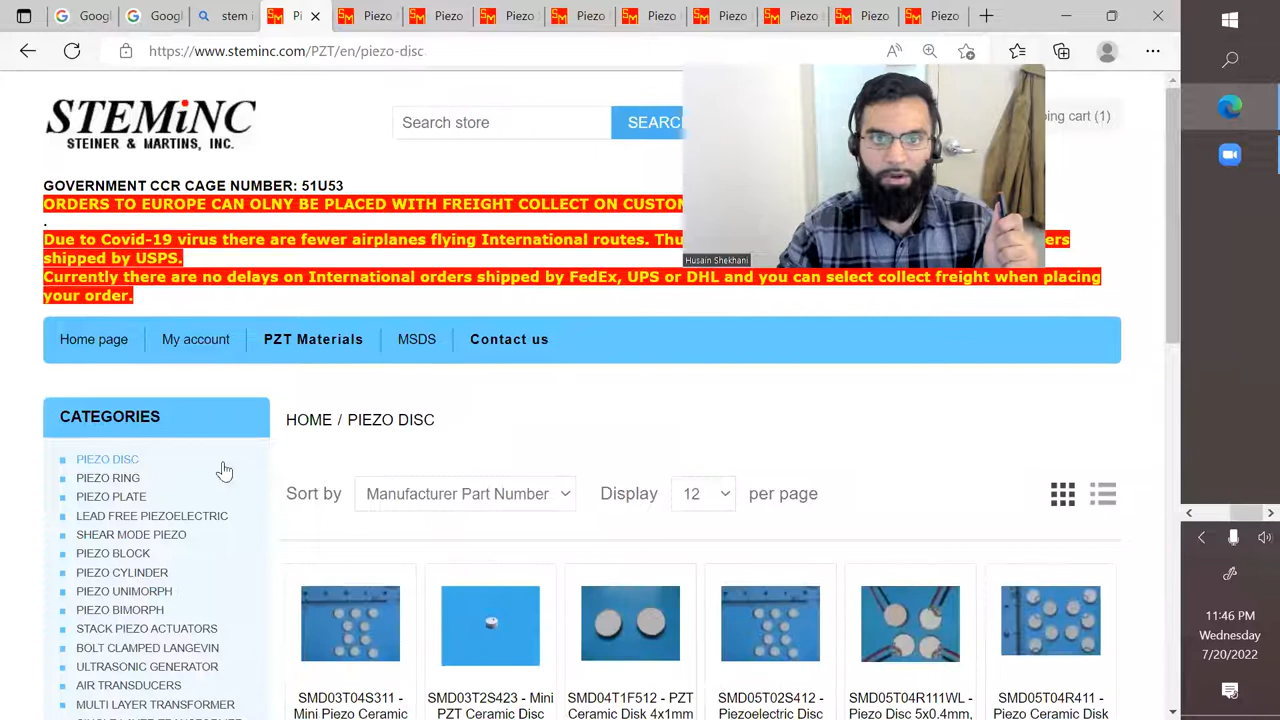 Googl
Googl
stem i
Pi
Piezo
Piezo
Piezo
Piezo
Piezo
Piezo
Piezo
Piezo
Piezo
https://www.steminc.com/PZT/en/piezo-disc
STEMiNC
STEINER & MARTINS, INC.
Search store
SEARC
ping cart (1)
GOVERNMENT CCR CAGE NUMBER: 51U53
ORDERS TO EUROPE CAN OLNY BE PLACED WITH FREIGHT COLLECT ON CUSTOM
.
Due to Covid-19 virus there are fewer airplanes flying International routes. Thu
ers
shipped by USPS.
Currently there are no delays on International orders shipped by FedEx, UPS or DHL and you can select collect freight when placing
your order.
Husain Shekhani
Home page
My account
PZT Materials
MSDS
Contact us
CATEGORIES
PIEZO DISC
PIEZO RING
PIEZO PLATE
LEAD FREE PIEZOELECTRIC
SHEAR MODE PIEZO
PIEZO BLOCK
PIEZO CYLINDER
PIEZO UNIMORPH
PIEZO BIMORPH
STACK PIEZO ACTUATORS
BOLT CLAMPED LANGEVIN
ULTRASONIC GENERATOR
AIR TRANSDUCERS
MULTI LAYER TRANSFORMER
HOME / PIEZO DISC
Sort by
Manufacturer Part Number
Display
12
per page
SMD03T04S311 -
Mini Piezo Ceramic
SMD03T2S423 - Mini
PZT Ceramic Disc
SMD04T1F512 - PZT
Ceramic Disk 4x1mm
SMD05T02S412 -
Piezoelectric Disc
SMD05T04R111WL -
Piezo Disc 5x0.4mm,
SMD05T04R411 -
Piezo Ceramic Disk
11:46 PM
Wednesday
7/20/2022